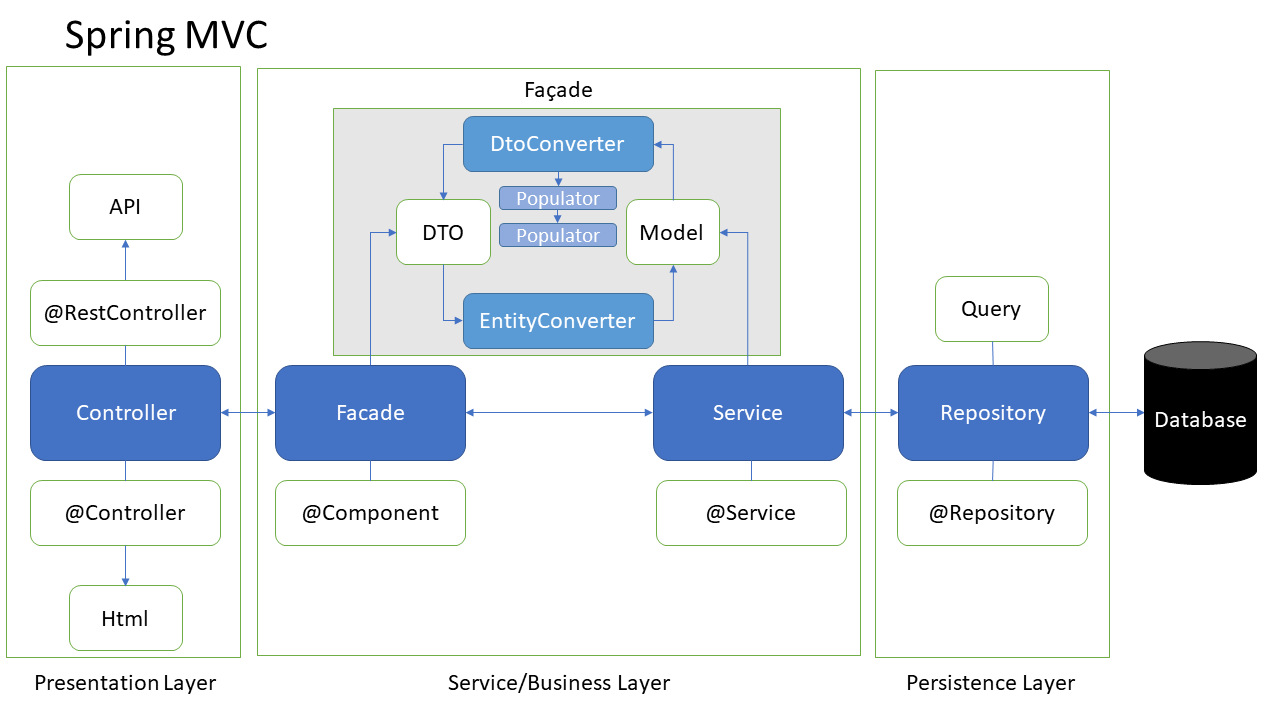 Spring MVC
Façade
DtoConverter
Populator
Populator
DTO
Model
EntityConverter
API
@RestController
Controller
@Controller
Html
Facade
@Component
Service
@Service
Query
Repository
@Repository
Database
Presentation Layer
Service/Business Layer
Persistence Layer